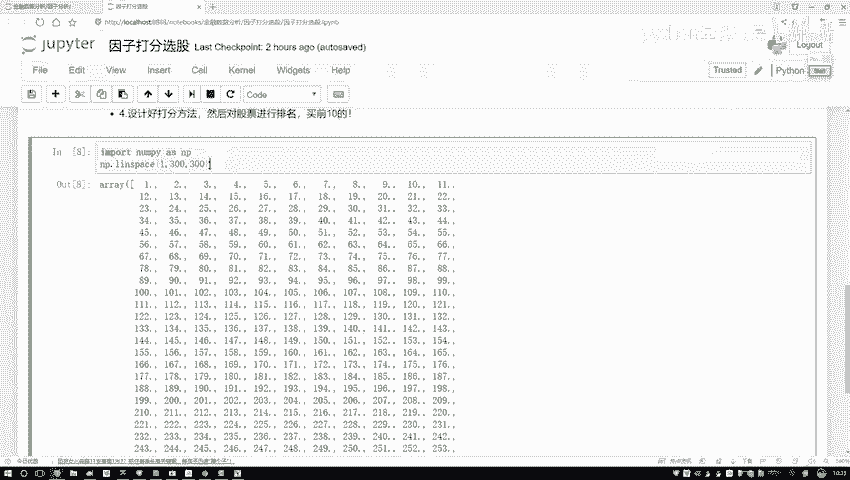 因子打分选股
jupyter 因子打分选股 Last Checkpoint: 2 hours ago (autosaved)
Logout
File Edit View Insert Cell Kernel Widgets Help
Trusted
Python
Code
4.设计好打分方法，然后对股票进行排名，买前10的！
In [8]: import numpy as np
np.linspace(1,300,300)
Out[8]: array([ 1., 2., 3., 4., 5., 6., 7., 8., 9., 10., 11.,
12., 13., 14., 15., 16., 17., 18., 19., 20., 21., 22.,
23., 24., 25., 26., 27., 28., 29., 30., 31., 32., 33.,
34., 35., 36., 37., 38., 39., 40., 41., 42., 43., 44.,
45., 46., 47., 48., 49., 50., 51., 52., 53., 54., 55.,
56., 57., 58., 59., 60., 61., 62., 63., 64., 65., 66.,
67., 68., 69., 70., 71., 72., 73., 74., 75., 76., 77.,
78., 79., 80., 81., 82., 83., 84., 85., 86., 87., 88.,
89., 90., 91., 92., 93., 94., 95., 96., 97., 98., 99.,
100., 101., 102., 103., 104., 105., 106., 107., 108., 109., 110.,
111., 112., 113., 114., 115., 116., 117., 118., 119., 120., 121.,
122., 123., 124., 125., 126., 127., 128., 129., 130., 131., 132.,
133., 134., 135., 136., 137., 138., 139., 140., 141., 142., 143.,
144., 145., 146., 147., 148., 149., 150., 151., 152., 153., 154.,
155., 156., 157., 158., 159., 160., 161., 162., 163., 164., 165.,
166., 167., 168., 169., 170., 171., 172., 173., 174., 175., 176.,
177., 178., 179., 180., 181., 182., 183., 184., 185., 186., 187.,
188., 189., 190., 191., 192., 193., 194., 195., 196., 197., 198.,
199., 200., 201., 202., 203., 204., 205., 206., 207., 208., 209.,
210., 211., 212., 213., 214., 215., 216., 217., 218., 219., 220.,
221., 222., 223., 224., 225., 226., 227., 228., 229., 230., 231.,
232., 233., 234., 235., 236., 237., 238., 239., 240., 241., 242.,
243., 244., 245., 246., 247., 248., 249., 250., 251., 252., 253.,